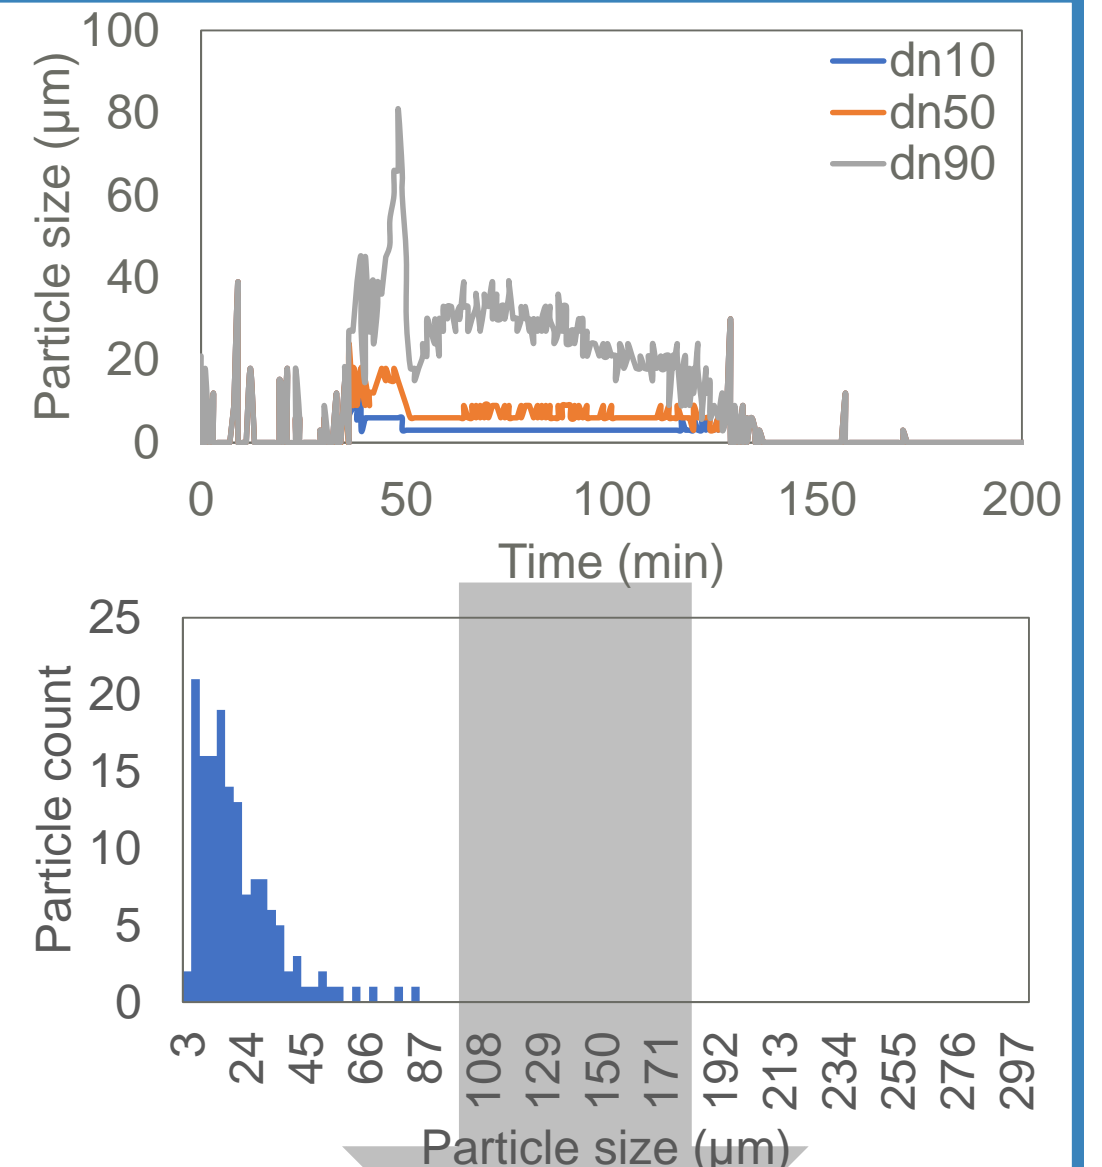 100
80
60
40
20
0
Particle size (μm)
dn10
dn50
dn90
0 50 100 150 200
Time (min)
25
20
15
10
5
0
Particle count
3 24 45 66 87 108 129 150 171 192 213 234 255 276 297
Particle size (μm)